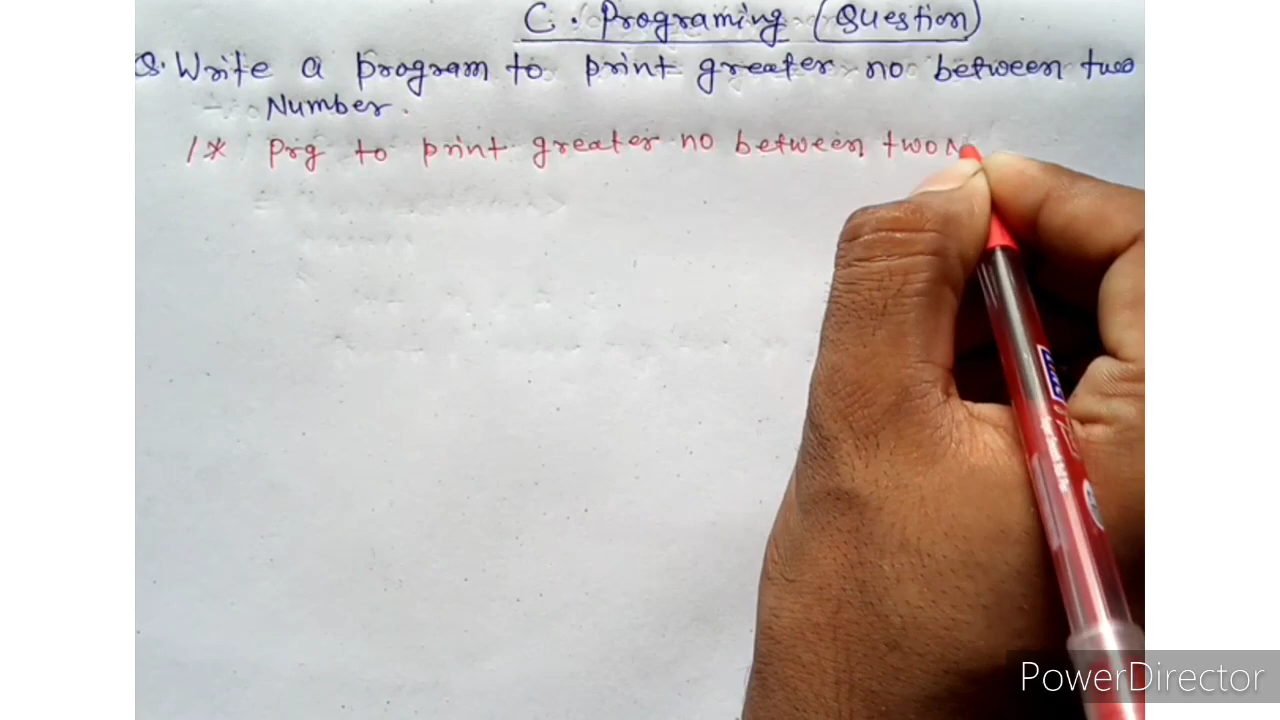 C. Programing (Question)
Q. Write a program to print greater no between two
Number.
/* Prg to print greater no between two N
PowerDirector